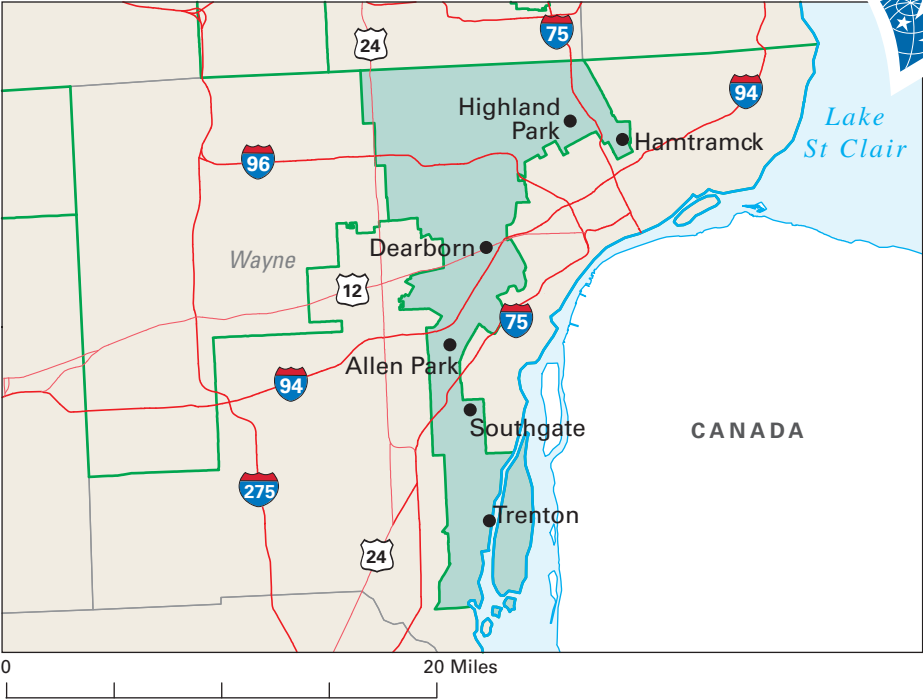 24
75
94
Highland
Park
Hamtramck
Lake
St Clair
96
Wayne
Dearborn
12
75
Allen Park
94
Southgate
CANADA
275
Trenton
24
0
20 Miles